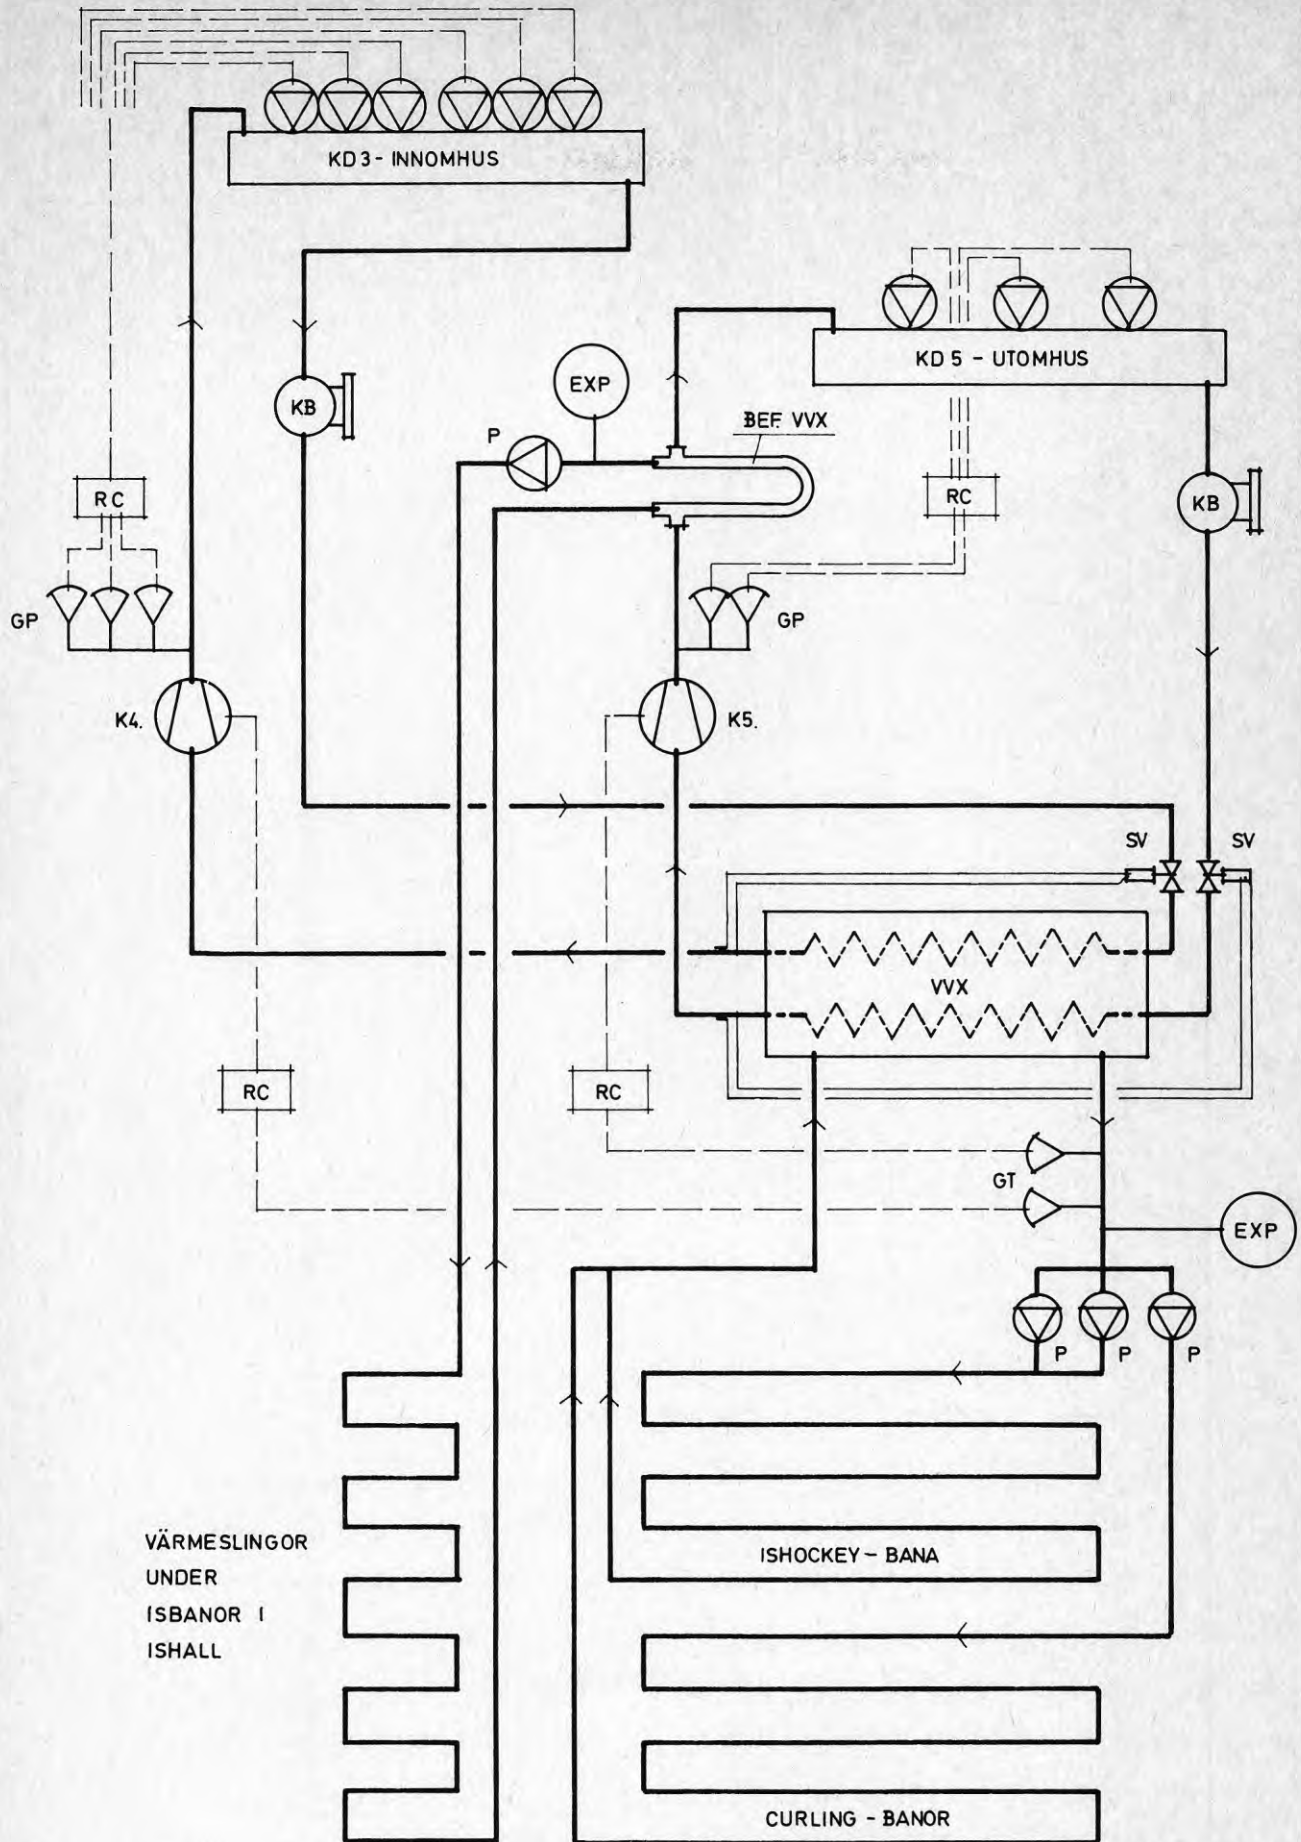 KD3 - INNOMHUS
KD 5 - UTOMHUS
EXP
KB
P
BEF. VVX
RC
RC
KB
GP
GP
K4.
K5.
SV
SV
VVX
RC
RC
GT
EXP
P
P
P
ISHOCKEY - BANA
VÄRMESLINGOR
UNDER
ISBANOR I
ISHALL
CURLING - BANOR